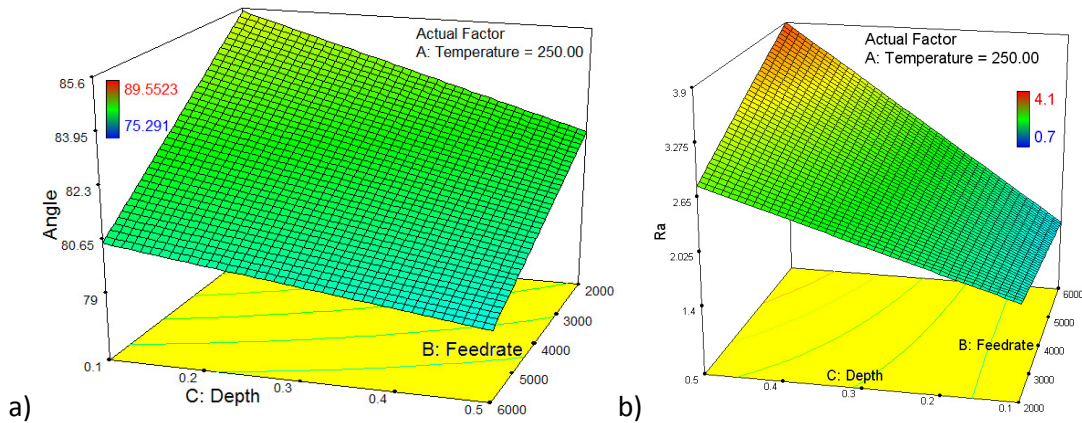 Actual Factor
A: Temperature = 250.00
85.6
83.95
82.3
80.65
79
Angle
89.5523
75.291
0.1
0.2
0.3
0.4
0.5
C: Depth
6000
5000
4000
3000
2000
B: Feedrate
a)
Actual Factor
A: Temperature = 250.00
3.9
3.275
2.65
2.025
1.4
Ra
4.1
0.7
0.5
0.4
0.3
0.2
0.1
C: Depth
2000
3000
4000
5000
6000
B: Feedrate
b)